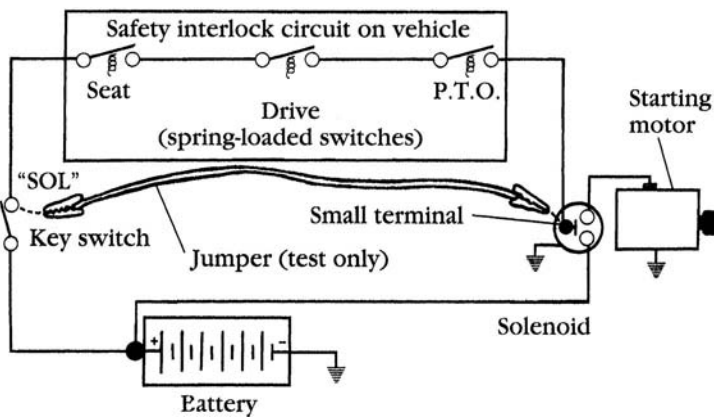 Safety interlock circuit on vehicle
Seat
P.T.O.
Drive
(spring-loaded switches)
Starting
motor
“SOL”
Small terminal
Key switch
Jumper (test only)
Solenoid
+
-
Battery